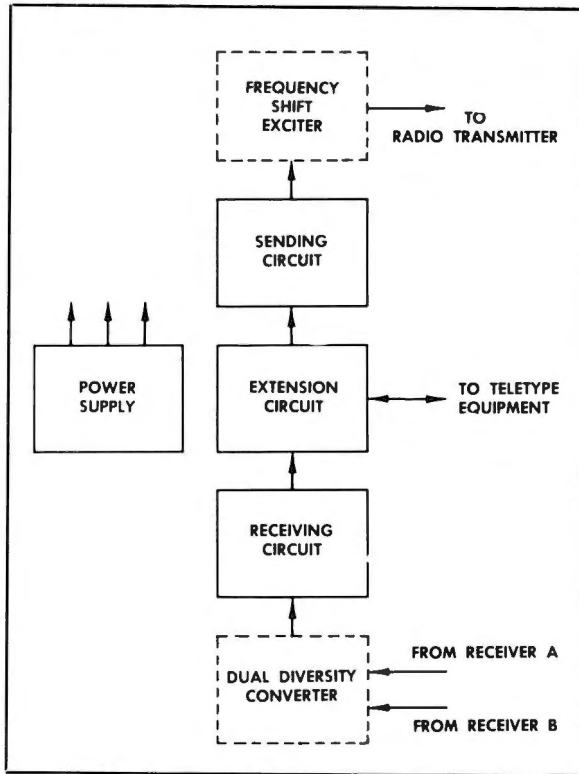 FREQUENCY
SHIFT
EXCITER
TO
RADIO TRANSMITTER
SENDING
CIRCUIT
POWER
SUPPLY
EXTENSION
CIRCUIT
TO TELETYPE
EQUIPMENT
RECEIVING
CIRCUIT
DUAL DIVERSITY
CONVERTER
FROM RECEIVER A
FROM RECEIVER B